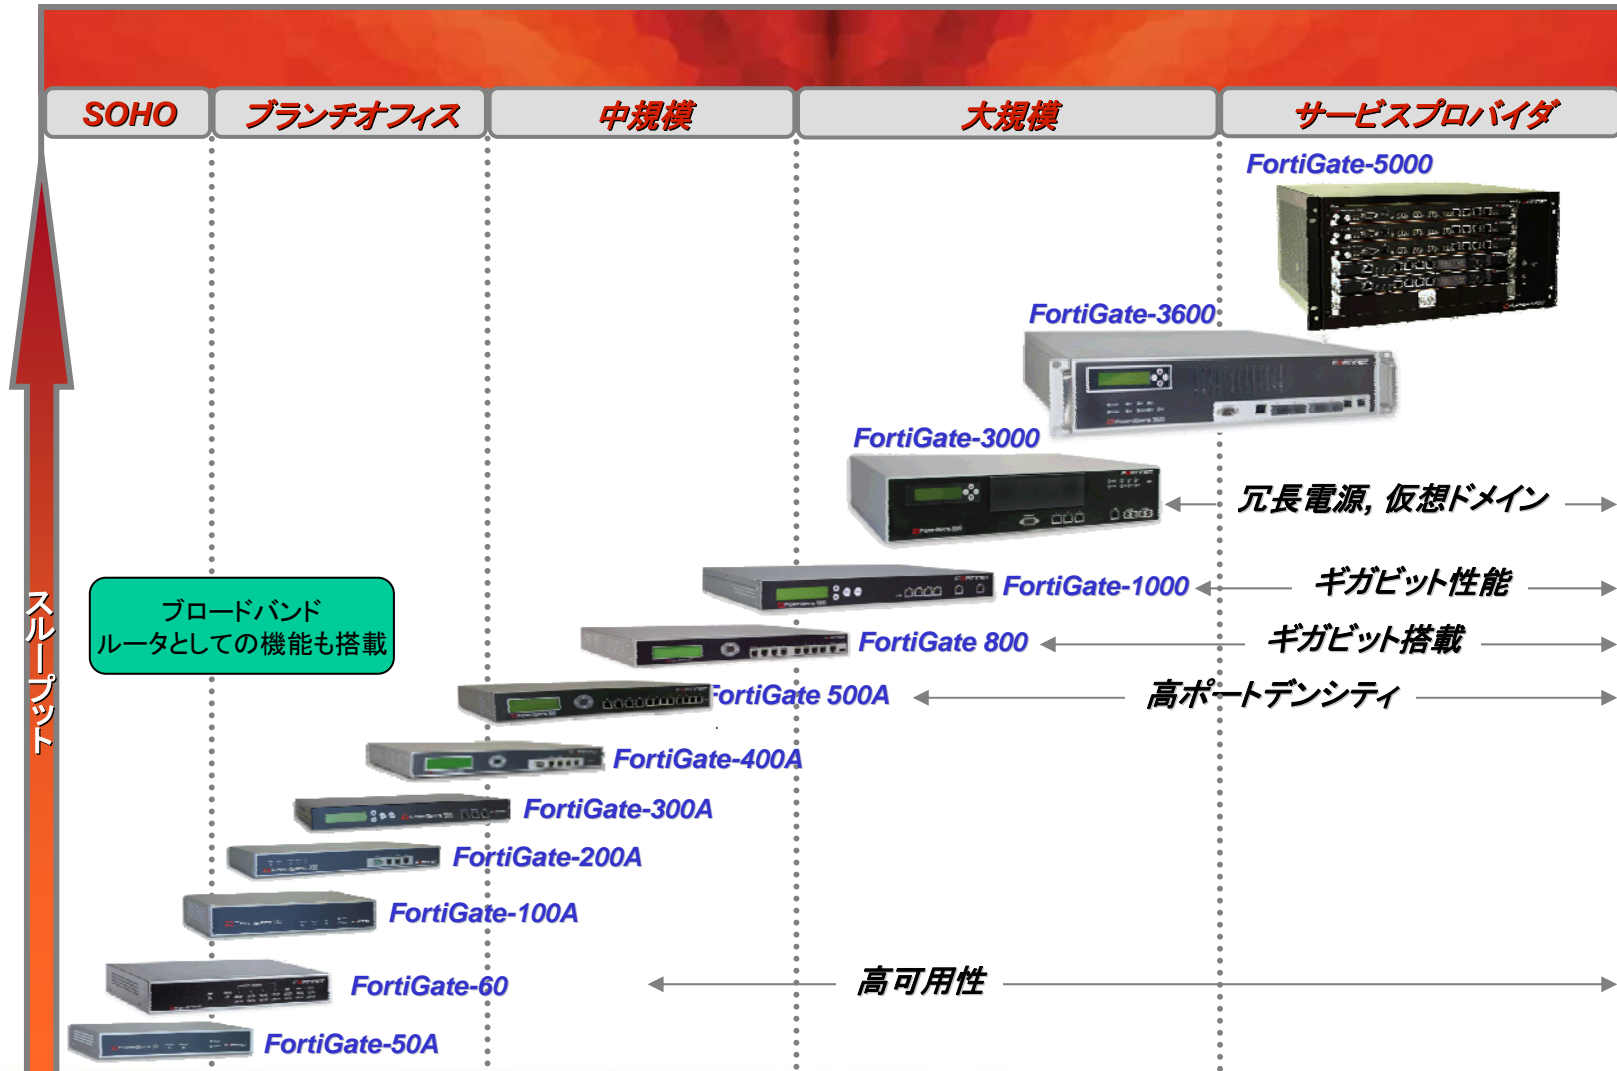 SOHO
ブランチオフィス
中規模
大規模
サービスプロバイダ
FortiGate-5000
FortiGate-3600
FortiGate-3000
冗長電源, 仮想ドメイン
FortiGate-1000
ギガビット性能
ブロードバンド
ルータとしての機能も搭載
FortiGate 800
ギガビット搭載
FortiGate 500A
高ポートデンシティ
スループット
FortiGate-400A
FortiGate-300A
FortiGate-200A
FortiGate-100A
FortiGate-60
高可用性
FortiGate-50A